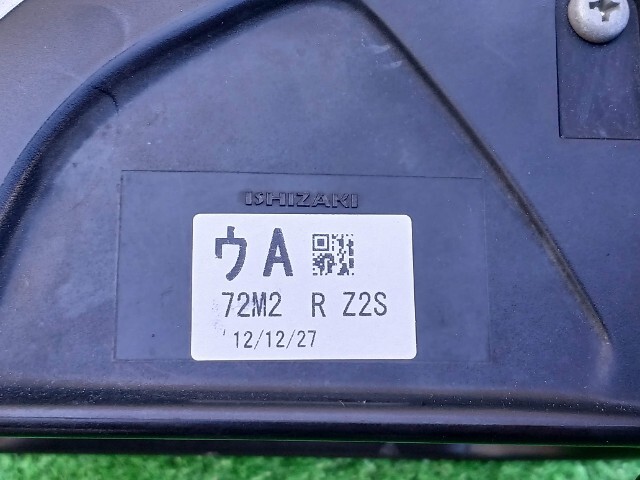 ISHIZAKI
ウA
72M2 R Z2S
'12/12/27